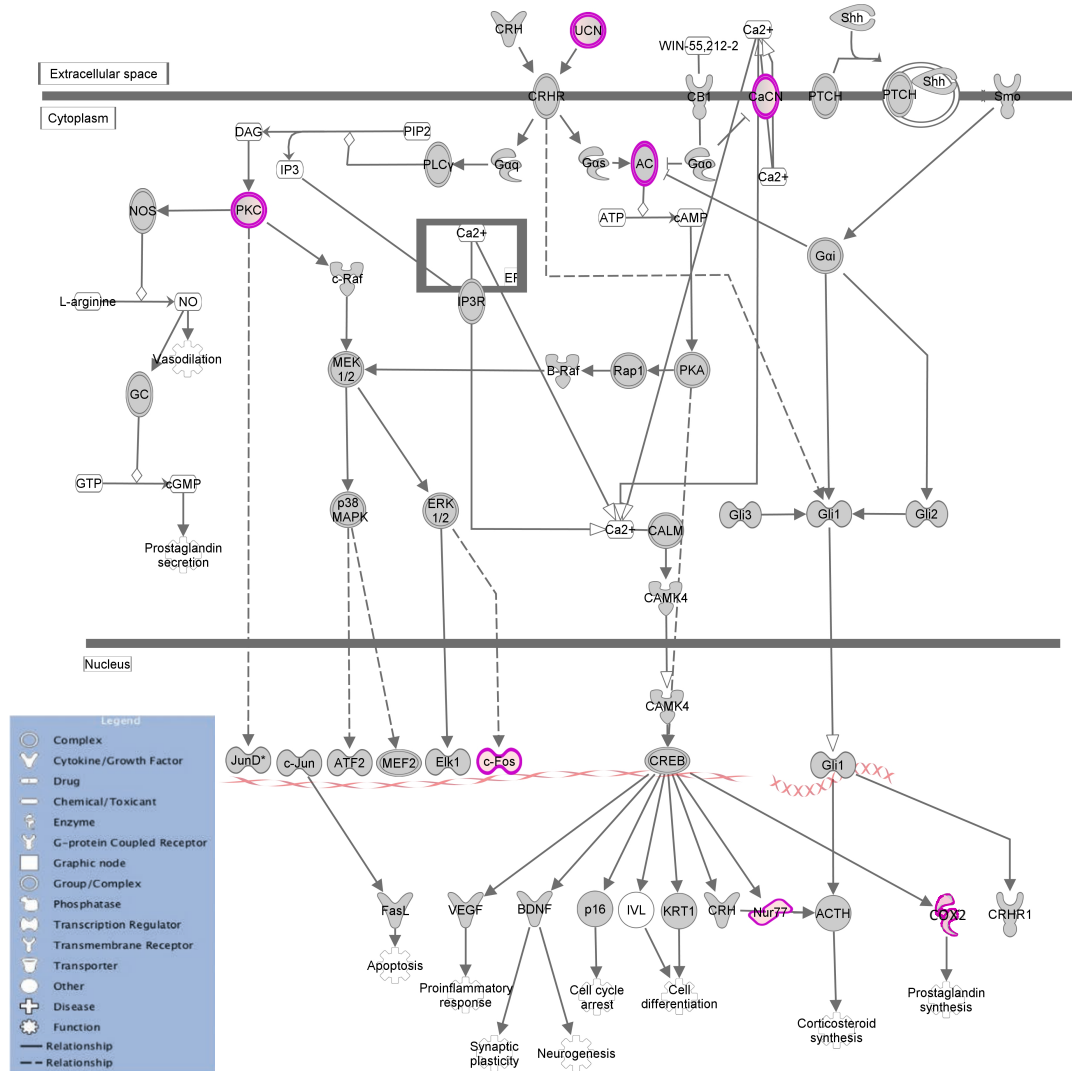 CRH
UCN
Shh
Ca2+
WIN-55,212-2
Extracellular space
CRHR
CB1
CaCN
PTCH
PTCH
Shh
Smo
Cytoplasm
DAG
PIP2
IP3
PLCγ
Gαq
Gαs
AC
Gαo
Ca2+
NOS
PKC
ATP
cAMP
Ca2+
Gαi
c-Raf
ER
L-arginine
NO
IP3R
Vasodilation
MEK
1/2
B-Raf
Rap1
PKA
GC
GTP
cGMP
p38
MAPK
ERK
1/2
Ca2+
CALM
Gli3
Gli1
Gli2
Prostaglandin
secretion
CAMK4
Nucleus
CAMK4
Legend
Complex
Cytokine/Growth Factor
Drug
Chemical/Toxicant
Enzyme
G-protein Coupled Receptor
Graphic node
Group/Complex
Phosphatase
Transcription Regulator
Transmembrane Receptor
Transporter
Other
Disease
Function
Relationship
Relationship
JunD*
c-Jun
ATF2
MEF2
Elk1
c-Fos
CREB
Gli1
FasL
VEGF
BDNF
p16
IVL
KRT1
CRH
Nur77
ACTH
COX2
CRHR1
Apoptosis
Proinflammatory
response
Cell cycle
arrest
Cell
differentiation
Prostaglandin
synthesis
Synaptic
plasticity
Neurogenesis
Corticosteroid
synthesis